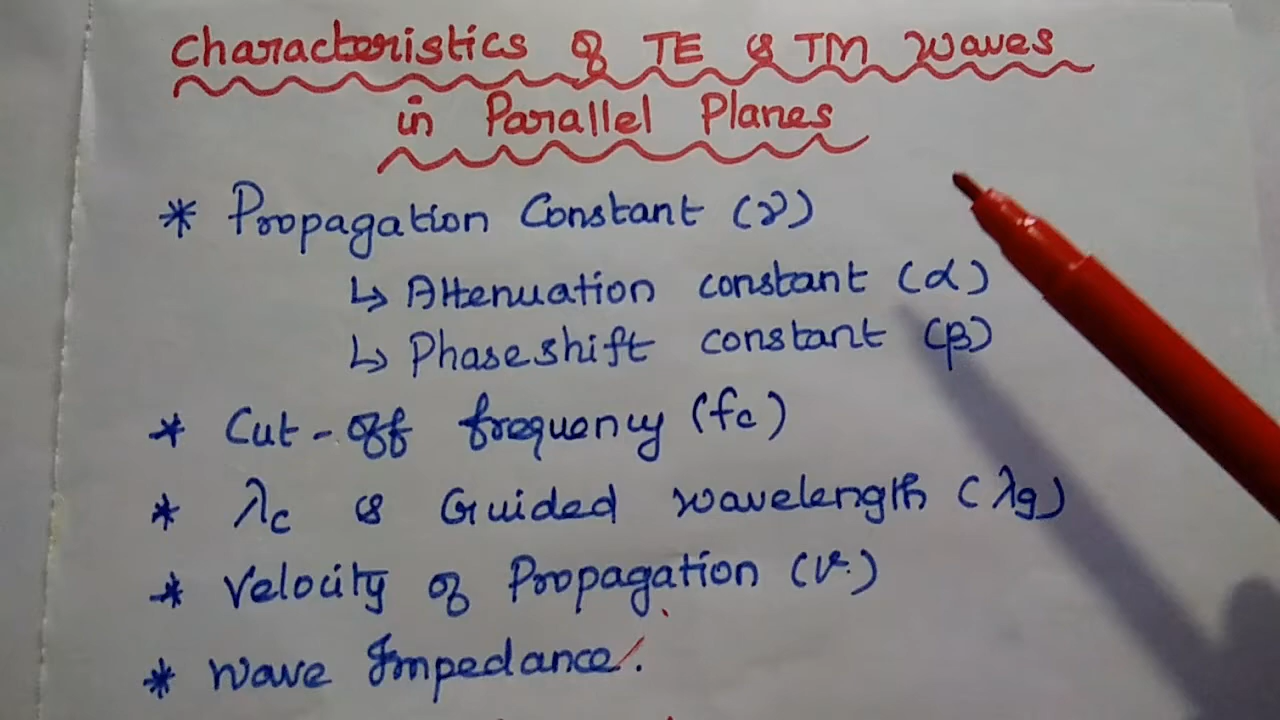 Characteristics of TE & TM waves
in Parallel Planes
* Propagation Constant (γ)
↳ Attenuation constant (α)
↳ Phaseshift constant (β)
* Cut-off frequency (fc)
* λc & Guided wavelength (λg)
* Velocity of Propagation (v)
* Wave Impedance.